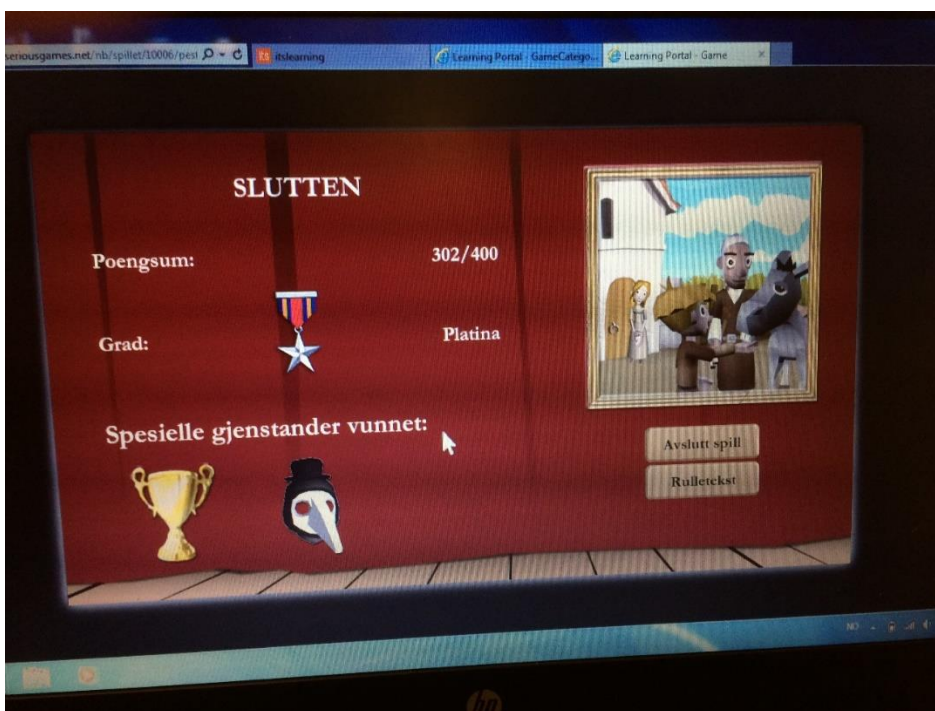 seriousgames.net/nb/spillet/10006/pest
itslearning
Learning Portal - GameCatego...
Learning Portal - Game
SLUTTEN
Poengsum: 302/400
Grad: Platina
Spesielle gjenstander vunnet:
Avslutt spill
Rulletekst
NO
hp